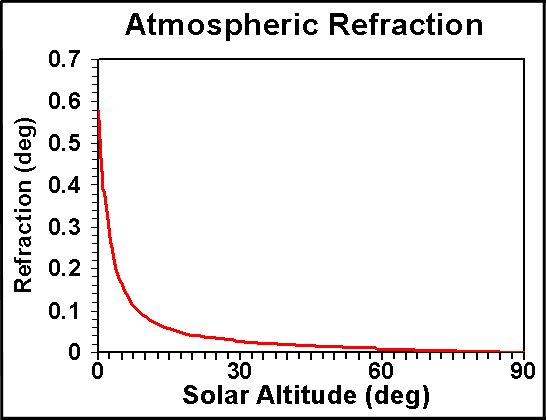 Atmospheric Refraction
0.7
0.6
0.5
0.4
0.3
0.2
0.1
0
Refraction (deg)
0 30 60 90
Solar Altitude (deg)